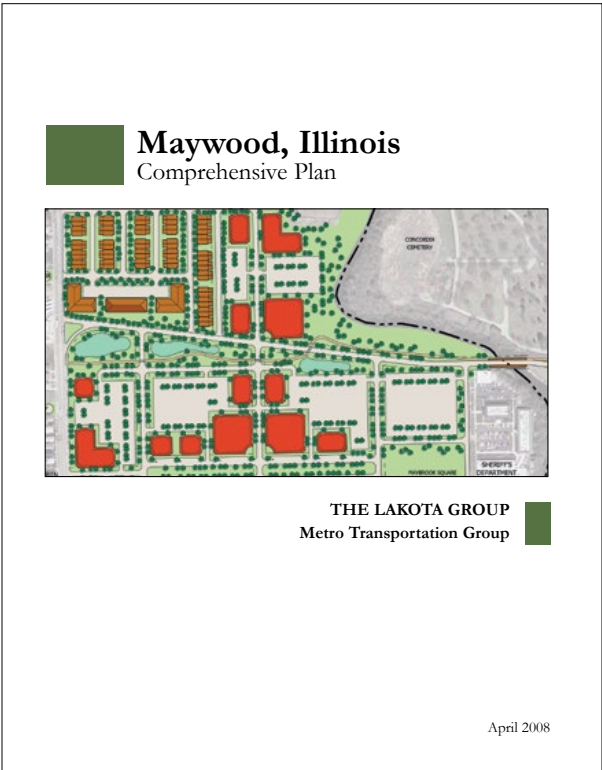 Maywood, Illinois
Comprehensive Plan
CONCORDIA
CEMETERY
SHERIFF'S
DEPARTMENT
MAYBROOK SQUARE
THE LAKOTA GROUP
Metro Transportation Group
April 2008